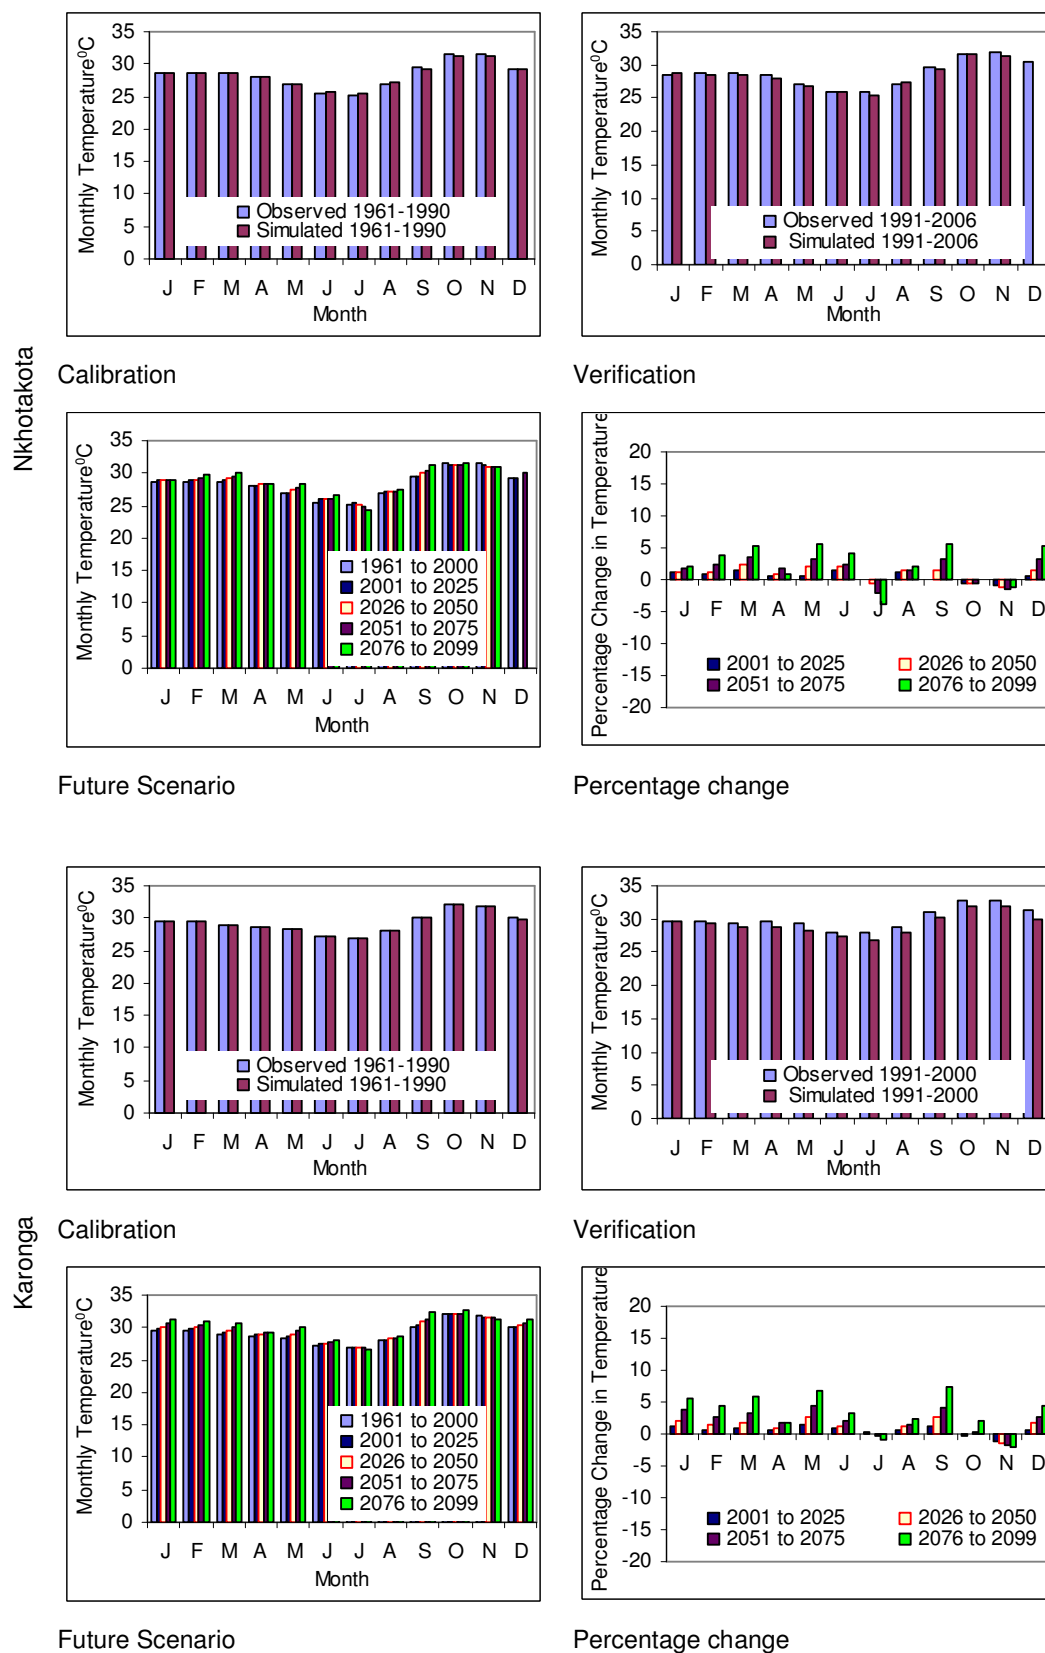 Nkhotakota
Monthly Temperature⁰C
35
30
25
20
15
10
5
0
Observed 1961-1990
Simulated 1961-1990
J F M A M J J A S O N D
Month
Calibration
Monthly Temperature⁰C
35
30
25
20
15
10
5
0
Observed 1991-2006
Simulated 1991-2006
J F M A M J J A S O N D
Month
Verification
Monthly Temperature⁰C
35
30
25
20
15
10
5
0
1961 to 2000
2001 to 2025
2026 to 2050
2051 to 2075
2076 to 2099
J F M A M J J A S O N D
Month
Future Scenario
Percentage Change in Temperature
20
15
10
5
0
-5
-10
-15
-20
J F M A M J J A S O N D
2001 to 2025 2026 to 2050
2051 to 2075 2076 to 2099
Percentage change
Karonga
Monthly Temperature⁰C
35
30
25
20
15
10
5
0
Observed 1961-1990
Simulated 1961-1990
J F M A M J J A S O N D
Month
Calibration
Monthly Temperature⁰C
35
30
25
20
15
10
5
0
Observed 1991-2000
Simulated 1991-2000
J F M A M J J A S O N D
Month
Verification
Monthly Temperature⁰C
35
30
25
20
15
10
5
0
1961 to 2000
2001 to 2025
2026 to 2050
2051 to 2075
2076 to 2099
J F M A M J J A S O N D
Month
Future Scenario
Percentage Change in Temperature
20
15
10
5
0
-5
-10
-15
-20
J F M A M J J A S O N D
2001 to 2025 2026 to 2050
2051 to 2075 2076 to 2099
Percentage change